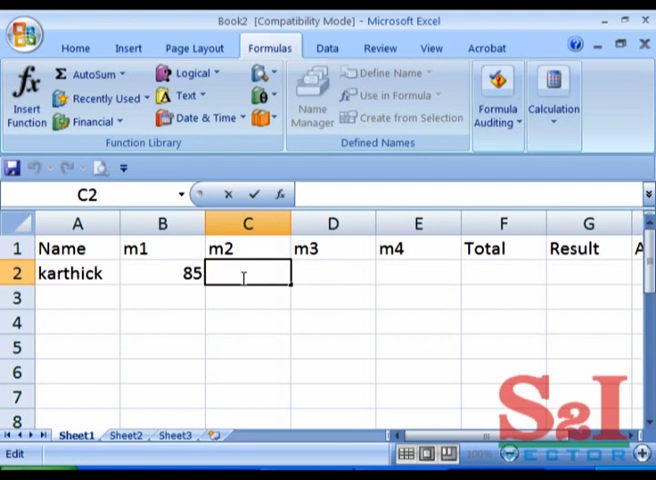 Book2 [Compatibility Mode] - Microsoft Excel
Home Insert Page Layout Formulas Data Review View Acrobat
fx Insert Function
Σ AutoSum
Recently Used
Financial
Logical
Text
Date & Time
Function Library
Name Manager
Define Name
Use in Formula
Create from Selection
Defined Names
Formula Auditing
Calculation
C2 fx
A B C D E F G
1 Name m1 m2 m3 m4 Total Result A
2 karthick 85
3
4
5
6
7
8
Sheet1 Sheet2 Sheet3
Edit 100%
S2I
ECTOR